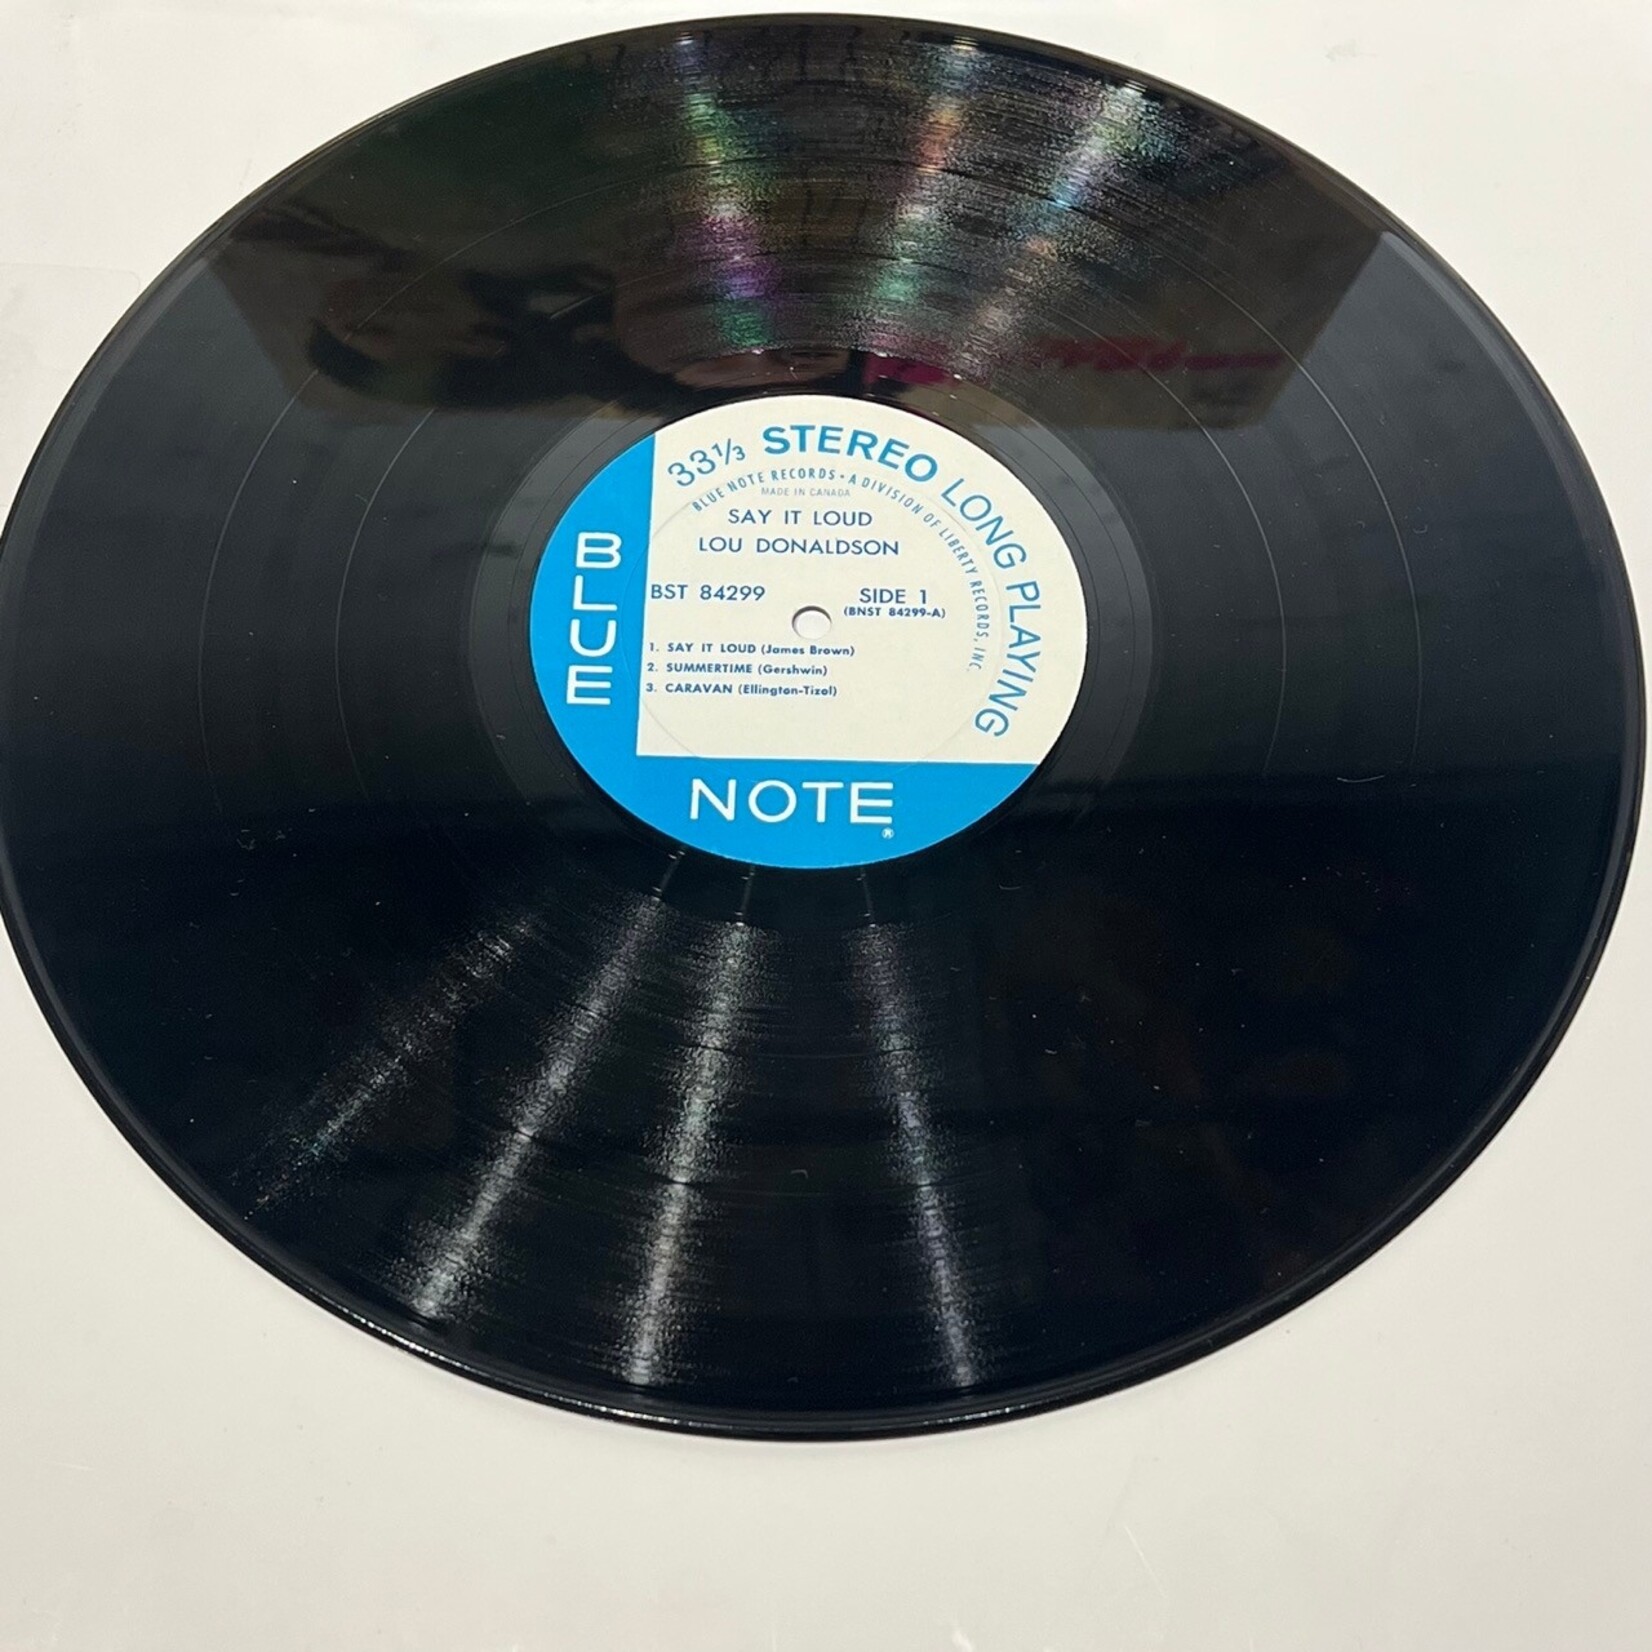 33⅓ STEREO LONG PLAYING
BLUE NOTE RECORDS • A DIVISION OF LIBERTY RECORDS, INC.
MADE IN CANADA
SAY IT LOUD
LOU DONALDSON
BST 84299
SIDE 1
(BNST 84299-A)
1. SAY IT LOUD (James Brown)
2. SUMMERTIME (Gershwin)
3. CARAVAN (Ellington-Tizol)
BLUE
NOTE
®